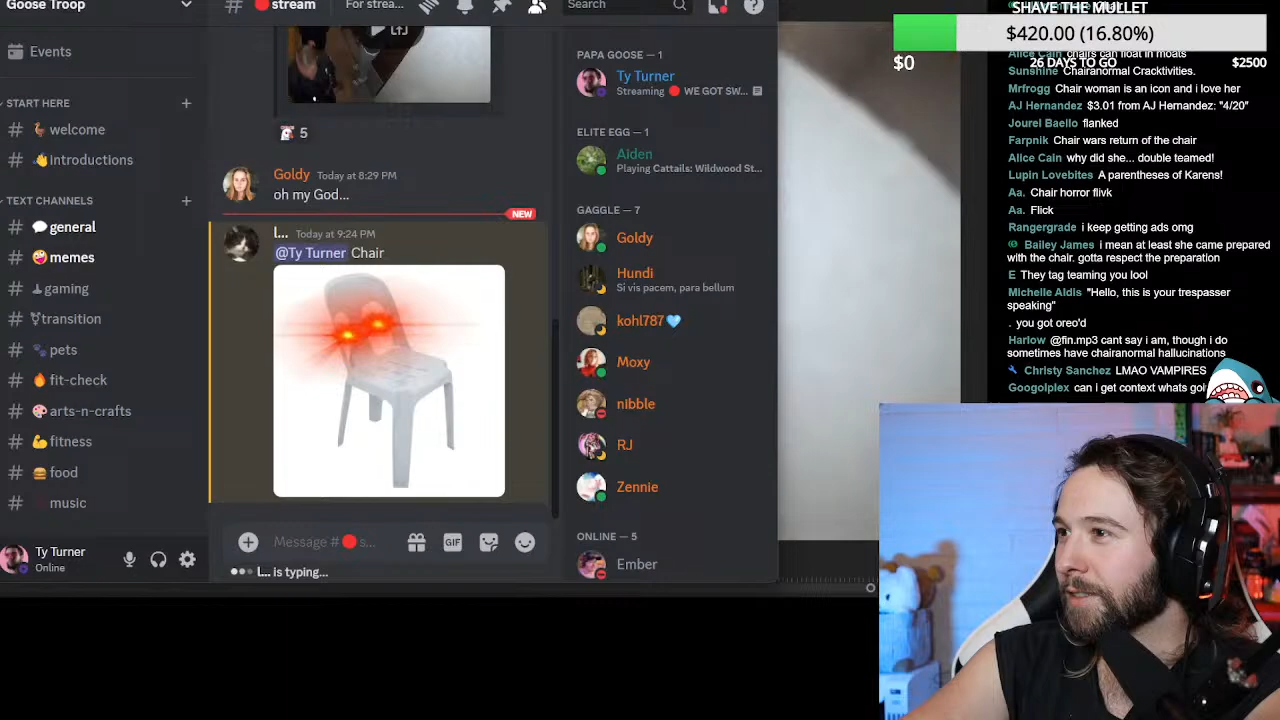 Goose Troop
Events
START HERE
# welcome
# Introductions
TEXT CHANNELS
# general
# memes
# gaming
# transition
# pets
# fit-check
# arts-n-crafts
# fitness
# food
# music
Ty Turner
Online
# stream
For strea...
Search
5
Goldy Today at 8:29 PM
oh my God...
NEW
I... Today at 9:24 PM
@Ty Turner Chair
Message # s...
GIF
I... is typing...
PAPA GOOSE — 1
Ty Turner
Streaming WE GOT SW...
ELITE EGG — 1
Aiden
Playing Cattails: Wildwood St...
GAGGLE — 7
Goldy
Hundi
Si vis pacem, para bellum
kohl787
Moxy
nibble
RJ
Zennie
ONLINE — 5
Ember
SHAVE THE MULLET
$420.00 (16.80%)
$0
26 DAYS TO GO
$2500
Alice Cain chairs can float in moats
Sunshine Chairanormal Cracktivities.
Mrfrogg Chair woman is an icon and i love her
AJ Hernandez $3.01 from AJ Hernandez: "4/20"
Jourel Baello flanked
Farpnik Chair wars return of the chair
Alice Cain why did she... double teamed!
Lupin Lovebites A parentheses of Karens!
Aa. Chair horror flivk
Aa. Flick
Rangergrade i keep getting ads omg
Bailey James i mean at least she came prepared
with the chair. gotta respect the preparation
E They tag teaming you lool
Michelle Aldis "Hello, this is your trespasser
speaking"
. you got oreo'd
Harlow @fin.mp3 cant say i am, though i do
sometimes have chairanormal hallucinations
Christy Sanchez LMAO VAMPIRES
Googolplex can i get context whats